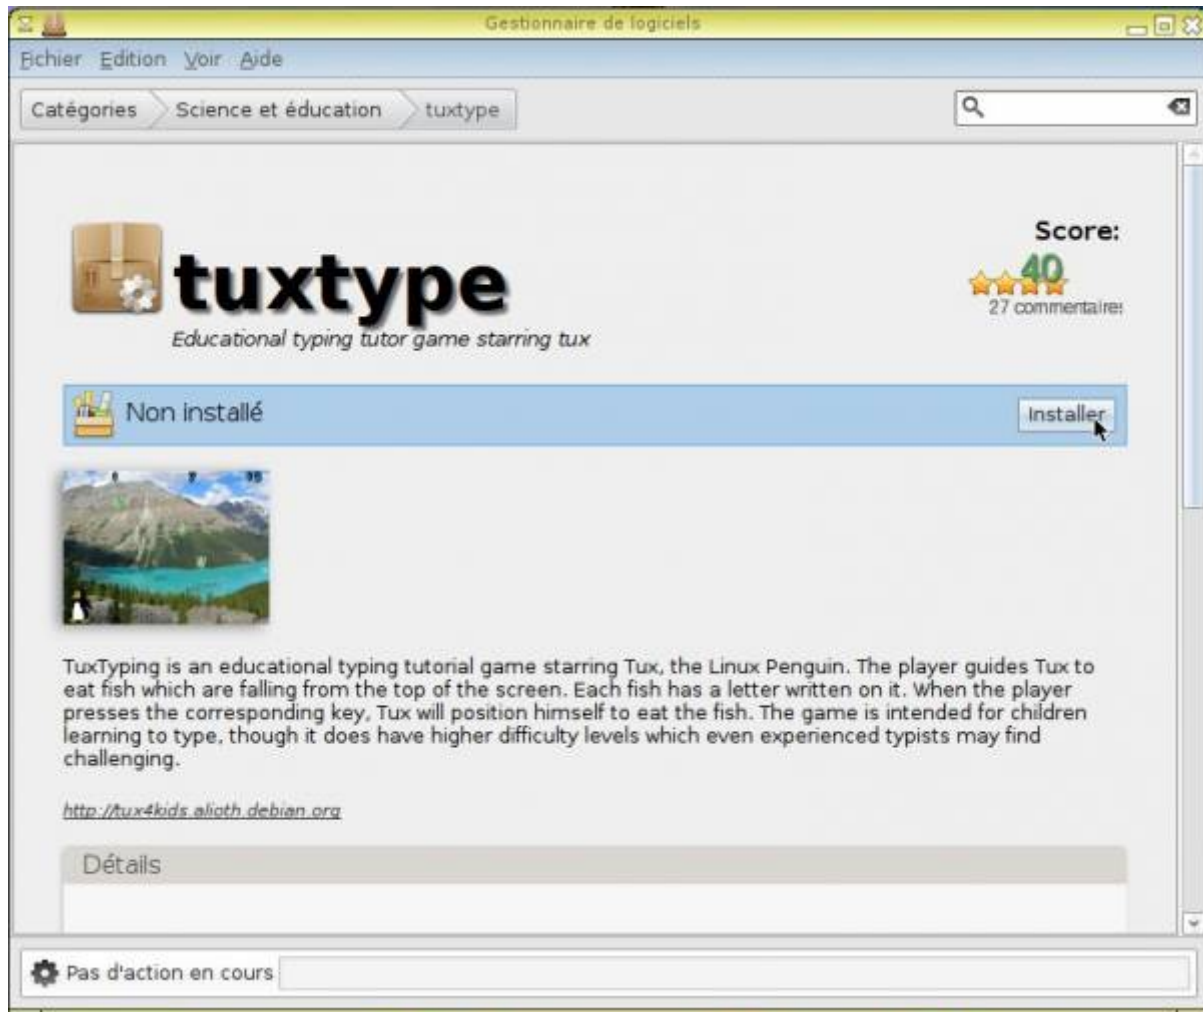 Gestionnaire de logiciels
Fichier Edition Voir Aide
Catégories Science et éducation tuxtype
Score:
40
27 commentaires
tuxtype
Educational typing tutor game starring tux
Non installé
Installer
TuxTyping is an educational typing tutorial game starring Tux, the Linux Penguin. The player guides Tux to
eat fish which are falling from the top of the screen. Each fish has a letter written on it. When the player
presses the corresponding key, Tux will position himself to eat the fish. The game is intended for children
learning to type, though it does have higher difficulty levels which even experienced typists may find
challenging.
http://tux4kids.alioth.debian.org
Détails
Pas d'action en cours